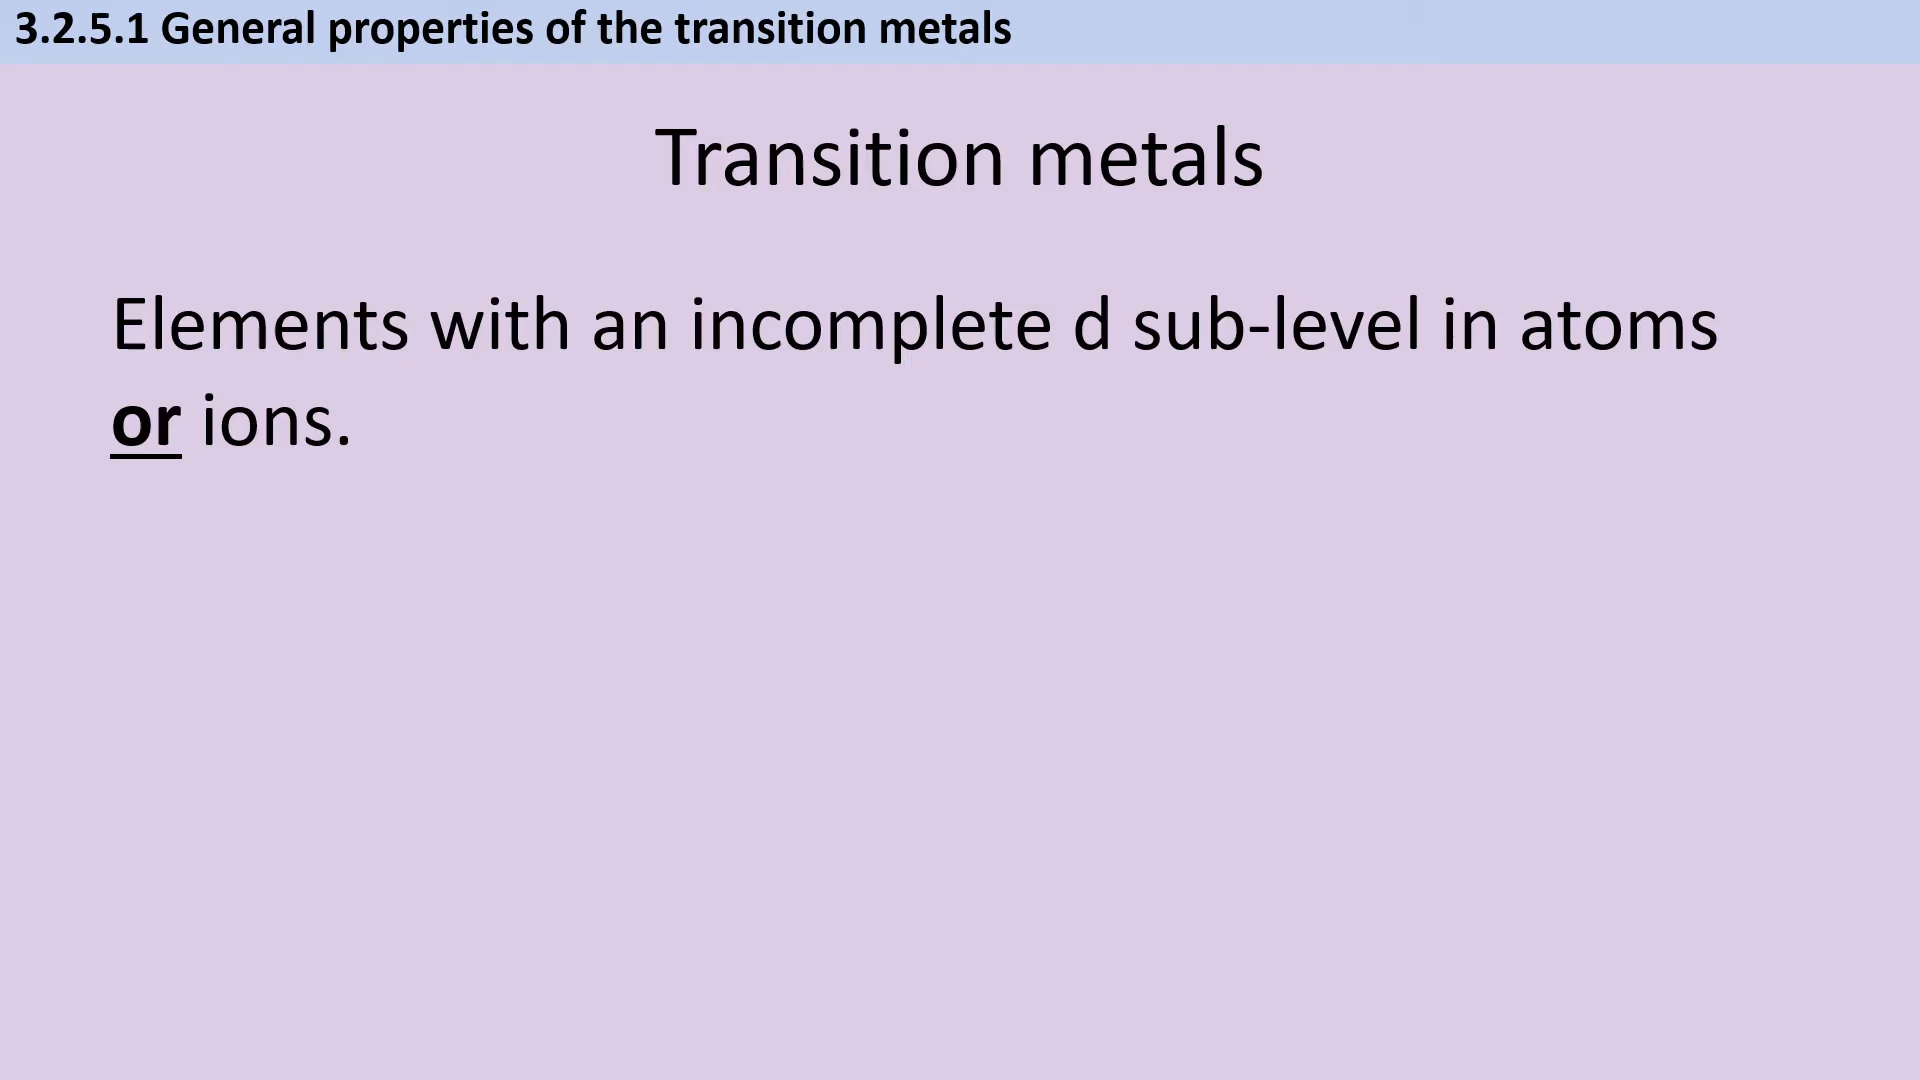 3.2.5.1 General properties of the transition metals
Transition metals
Elements with an incomplete d sub-level in atoms
or ions.